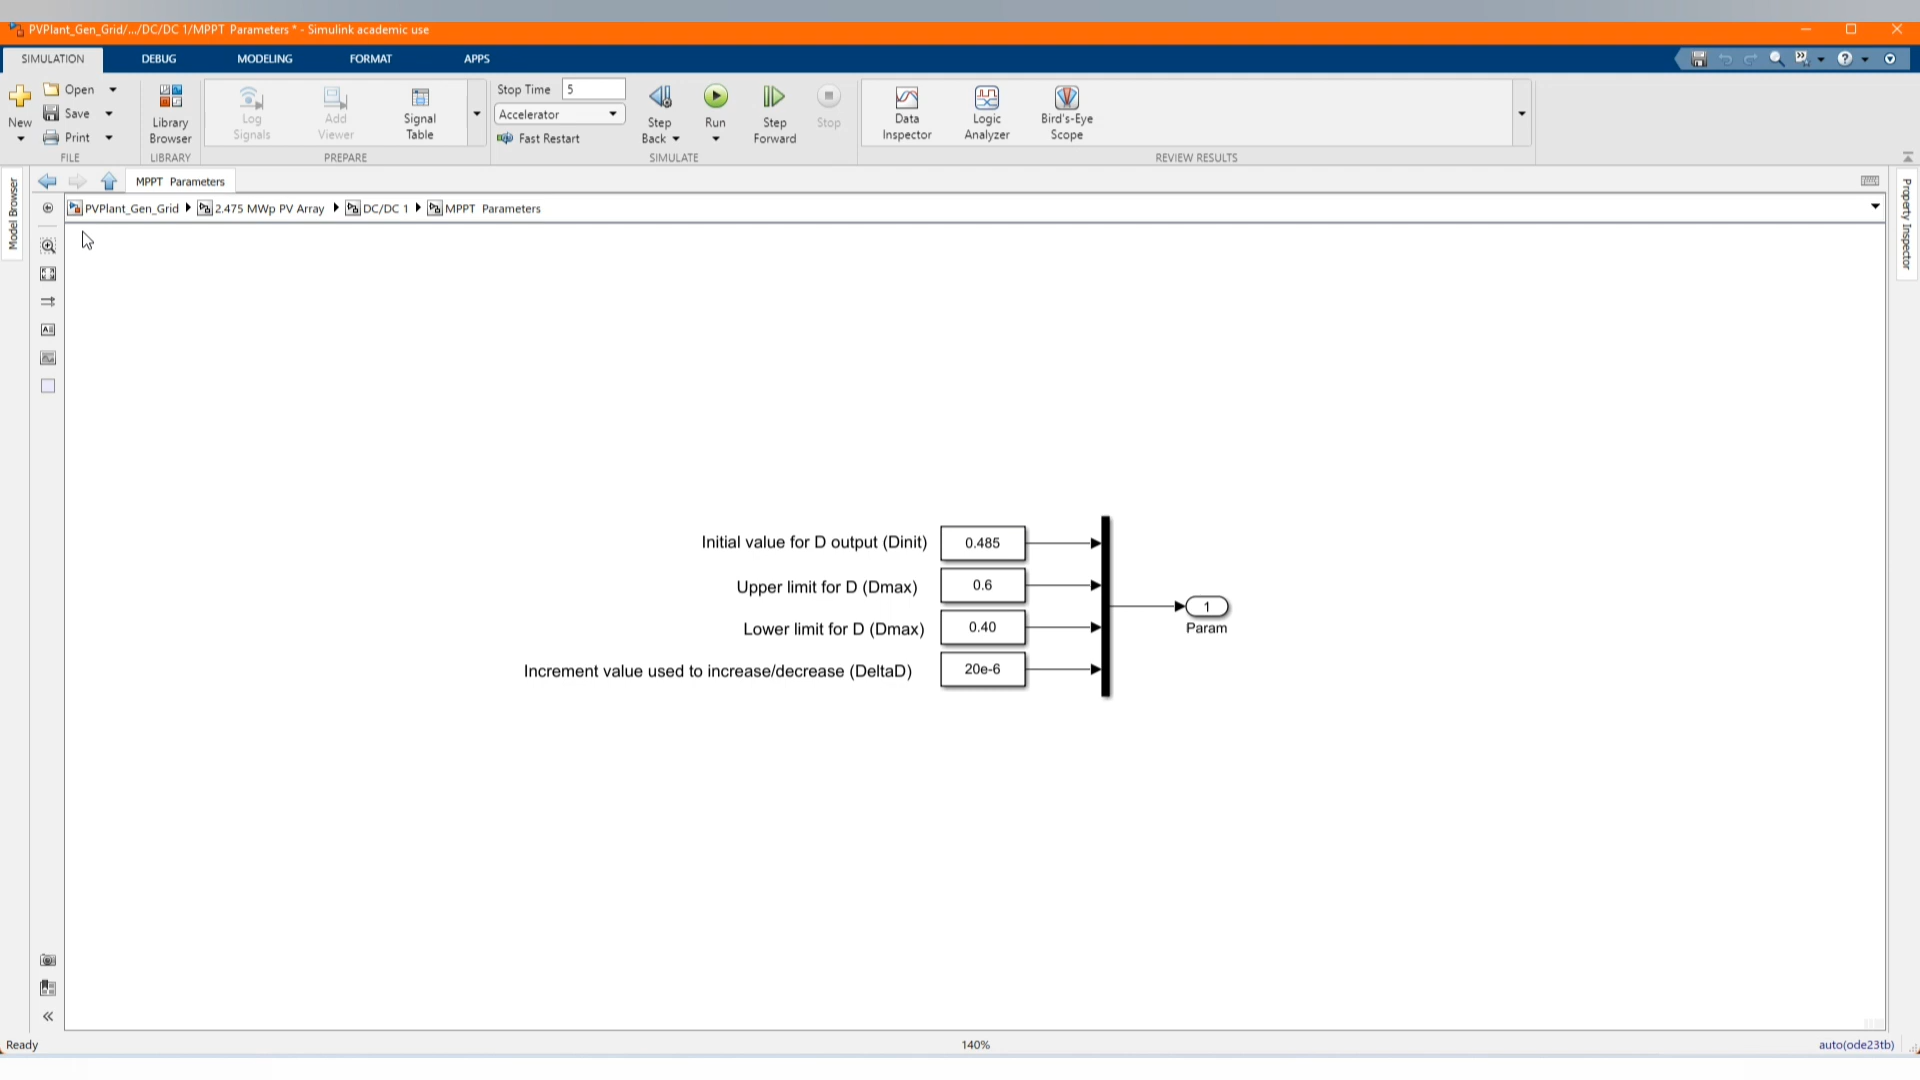 PVPlant_Gen_Grid/.../DC/DC 1/MPPT Parameters * - Simulink academic use
SIMULATION DEBUG MODELING FORMAT APPS
New
Open
Save
Print
FILE
Library Browser
LIBRARY
Log Signals
Add Viewer
Signal Table
PREPARE
Stop Time 5
Accelerator
Fast Restart
Step Back
Run
Step Forward
Stop
SIMULATE
Data Inspector
Logic Analyzer
Bird's-Eye Scope
REVIEW RESULTS
Model Browser
MPPT Parameters
PVPlant_Gen_Grid 2.475 MWp PV Array DC/DC 1 MPPT Parameters
Property Inspector
Initial value for D output (Dinit) 0.485
Upper limit for D (Dmax) 0.6
Lower limit for D (Dmax) 0.40
Increment value used to increase/decrease (DeltaD) 20e-6
1
Param
Ready 140% auto(ode23tb)